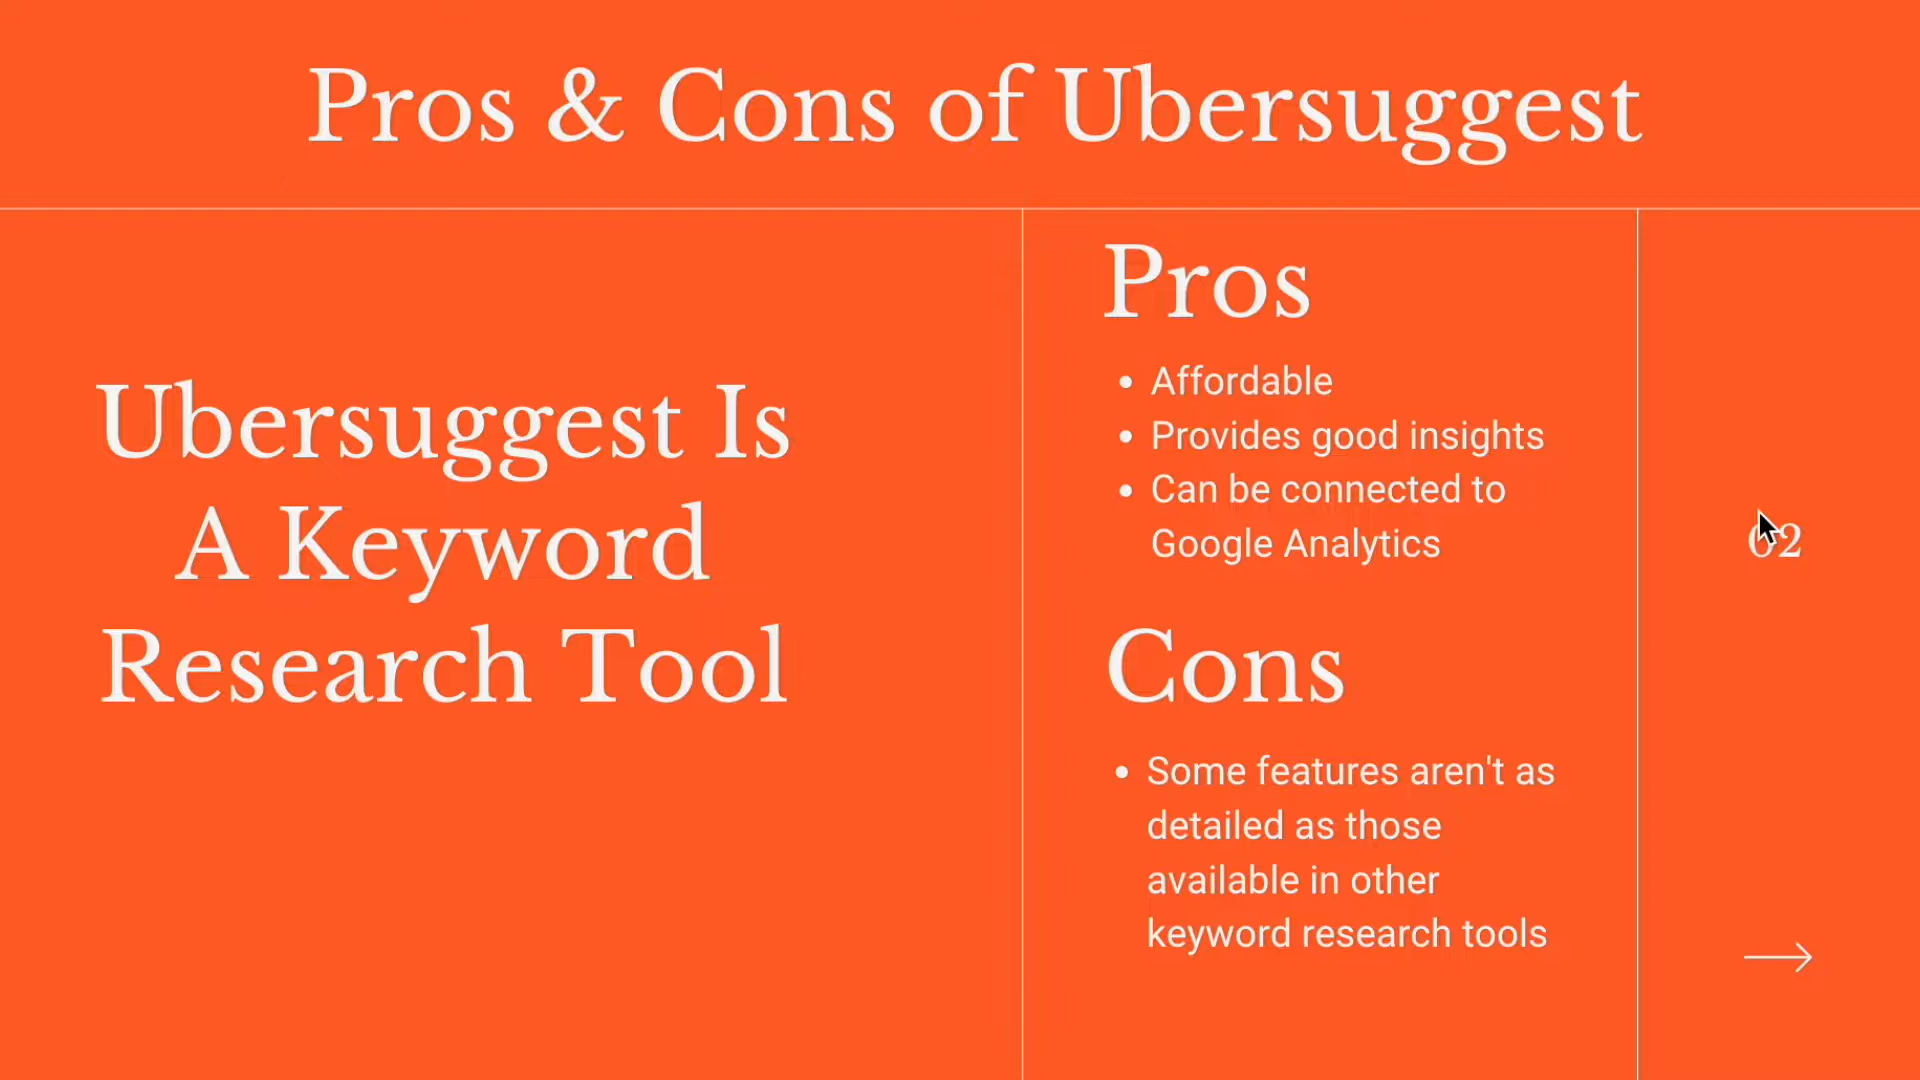 Pros & Cons of Ubersuggest
Ubersuggest Is
A Keyword
Research Tool
Pros
• Affordable
• Provides good insights
• Can be connected to
Google Analytics
Cons
• Some features aren't as
detailed as those
available in other
keyword research tools
02